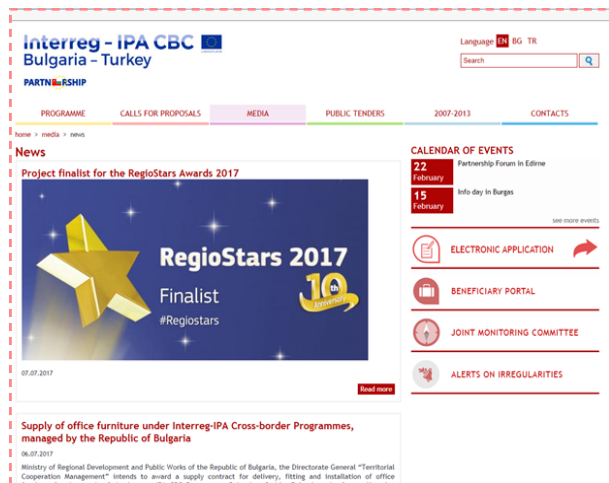 Interreg - IPA CBC
Bulgaria - Turkey
PARTNERSHIP
Language EN BG TR
Search
PROGRAMME CALLS FOR PROPOSALS MEDIA PUBLIC TENDERS 2007-2013 CONTACTS
home > media > news
News
Project finalist for the RegioStars Awards 2017
RegioStars 2017
Finalist
10th
Anniversary
#Regiostars
07.07.2017
Read more
Supply of office furniture under Interreg-IPA Cross-border Programmes,
managed by the Republic of Bulgaria
06.07.2017
Ministry of Regional Development and Public Works of the Republic of Bulgaria, the Directorate General "Territorial
Cooperation Management" intends to award a supply contract for delivery, fitting and installation of office
CALENDAR OF EVENTS
22
February
Partnership Forum in Edirne
15
February
Info day in Burgas
see more events
ELECTRONIC APPLICATION
BENEFICIARY PORTAL
JOINT MONITORING COMMITTEE
ALERTS ON IRREGULARITIES